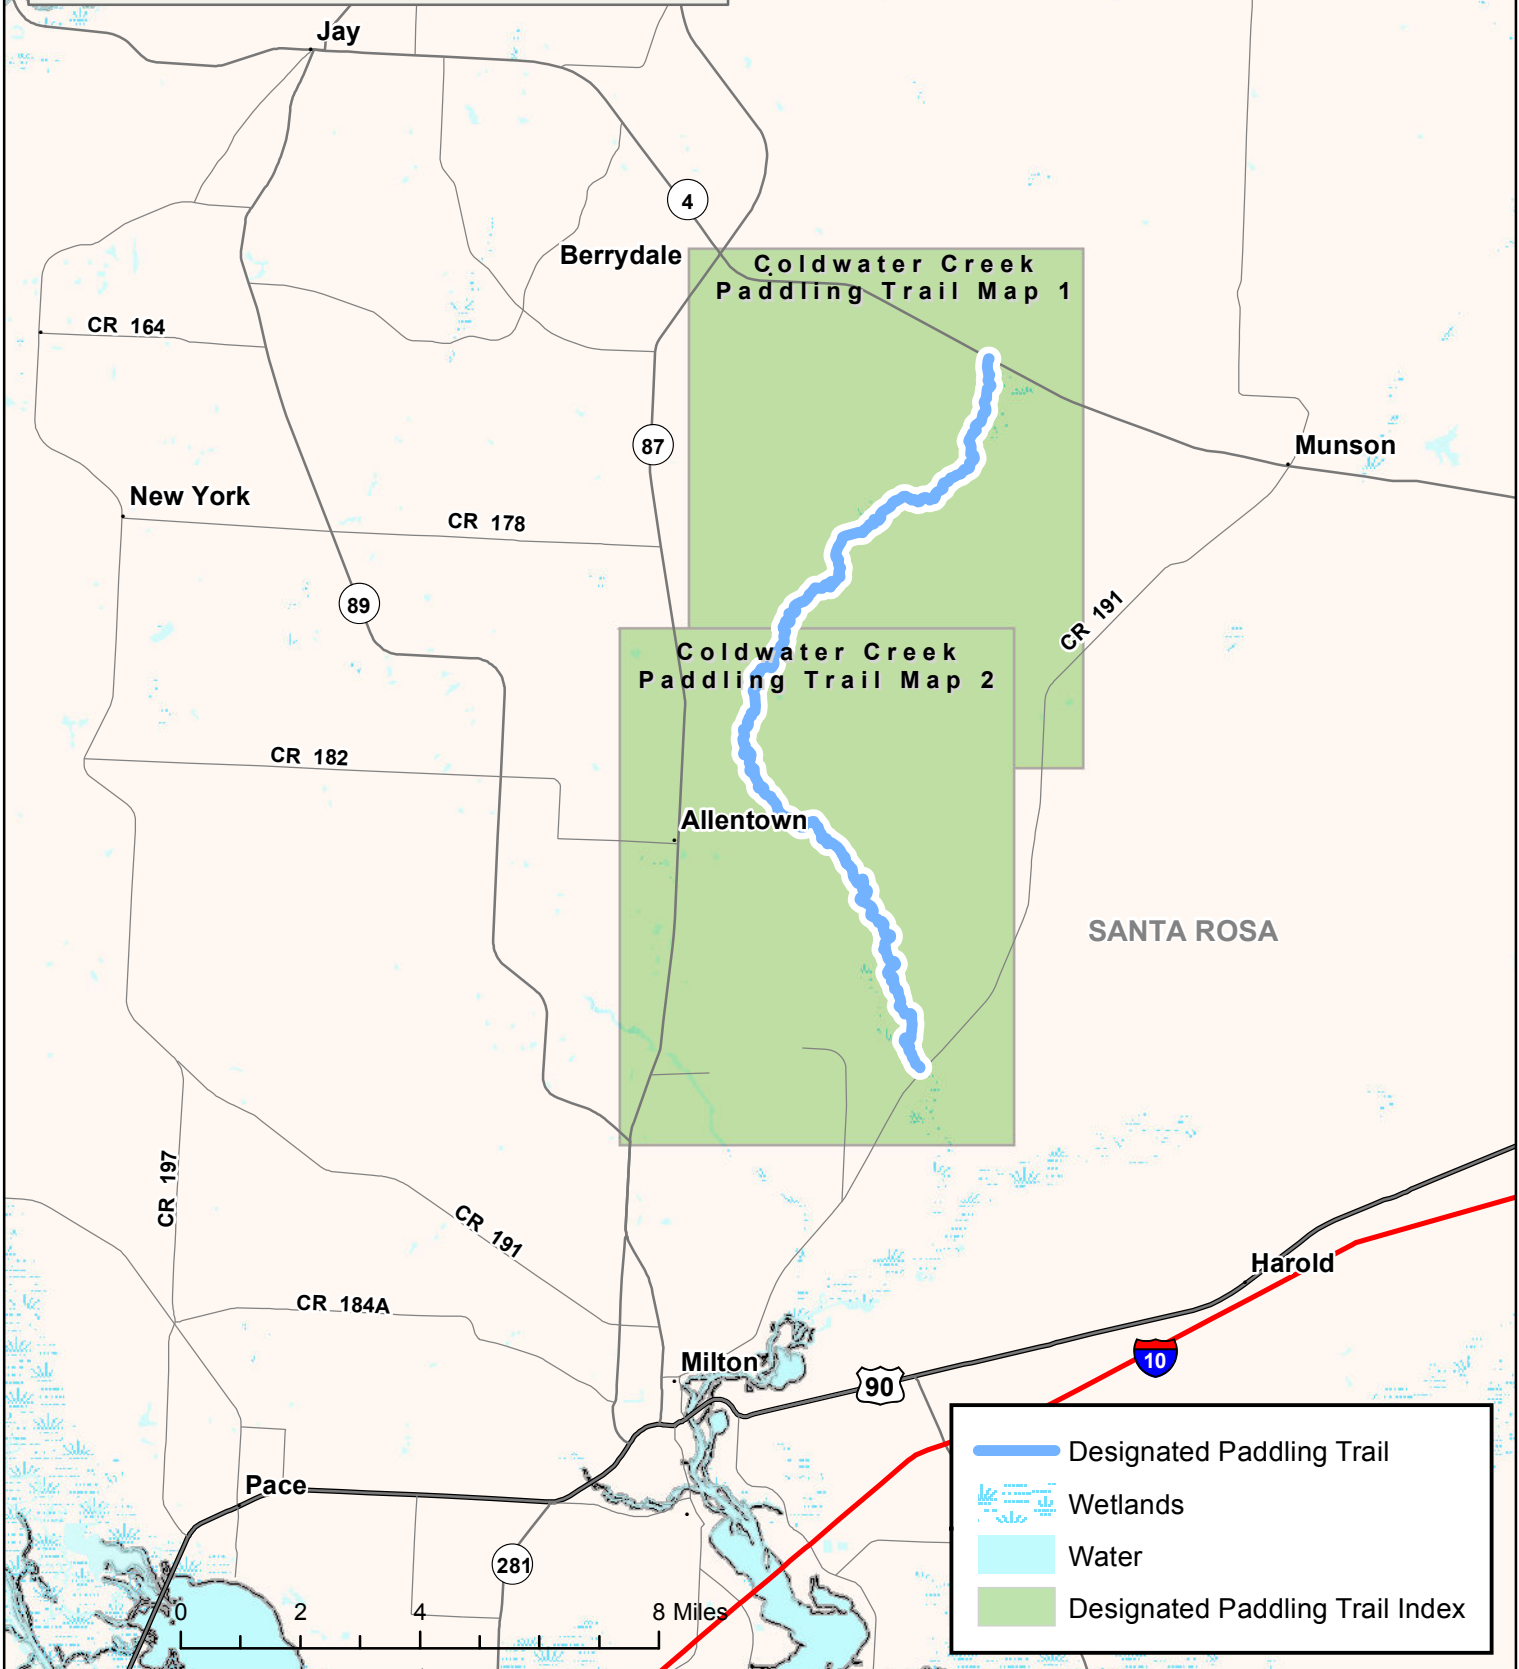 Jay
4
Berrydale
Coldwater Creek
Paddling Trail Map 1
CR 164
87
Munson
New York
CR 178
89
CR 191
Coldwater Creek
Paddling Trail Map 2
CR 182
Allentown
SANTA ROSA
CR 197
CR 191
Harold
CR 184A
10
Milton
90
Pace
281
0 2 4 8 Miles
Designated Paddling Trail
Wetlands
Water
Designated Paddling Trail Index